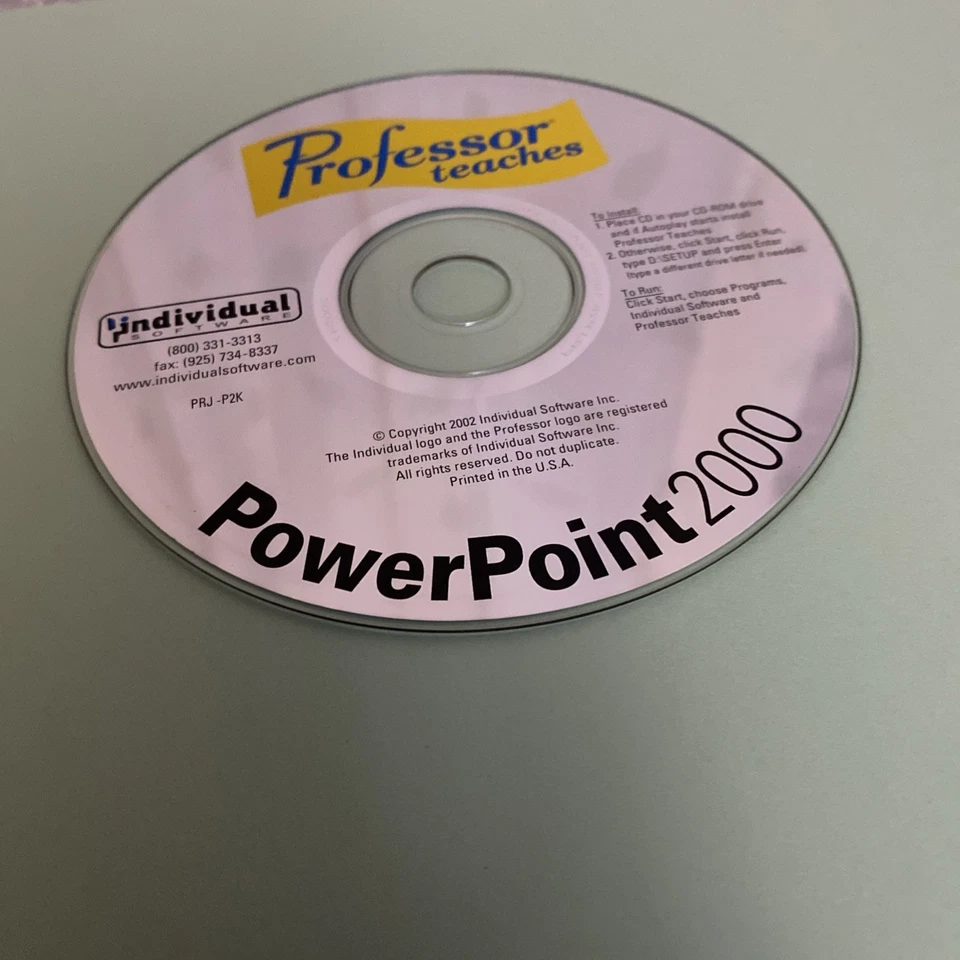 Professor™
teaches
To Install:
1. Place CD in your CD-ROM drive
and if Autoplay starts install
Professor Teaches
2. Otherwise, click Start, click Run,
type D:\SETUP and press Enter
(type a different drive letter if needed).
To Run:
Click Start, choose Programs,
Individual Software and
Professor Teaches
individual
SOFTWARE
(800) 331-3313
fax: (925) 734-8337
www.individualsoftware.com
PRJ -P2K
© Copyright 2002 Individual Software Inc.
The Individual logo and the Professor logo are registered
trademarks of Individual Software Inc.
All rights reserved. Do not duplicate.
Printed in the U.S.A.
PowerPoint2000